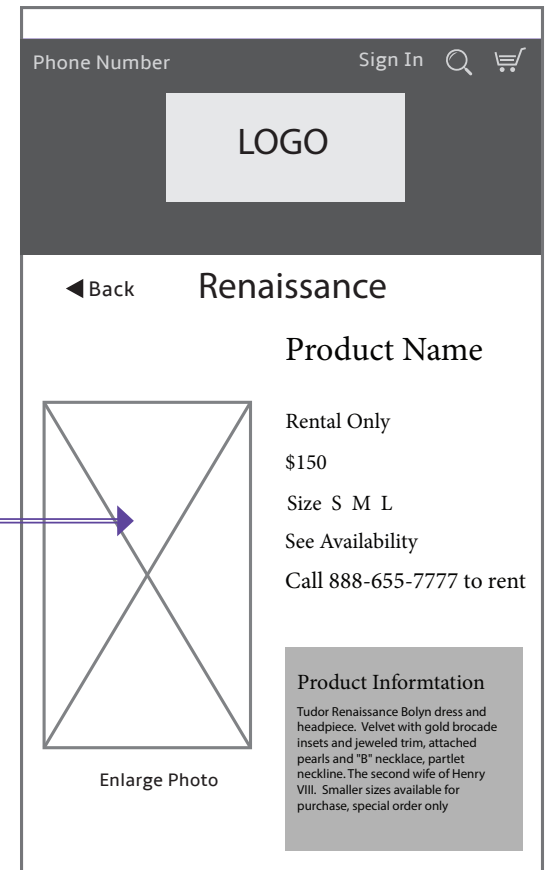 Phone Number Sign In
LOGO
Back Renaissance
Product Name
Rental Only
$150
Size S M L
See Availability
Call 888-655-7777 to rent
Enlarge Photo
Product Informtation
Tudor Renaissance Bolyn dress and
headpiece. Velvet with gold brocade
insets and jeweled trim, attached
pearls and "B" necklace, partlet
neckline. The second wife of Henry
VIII. Smaller sizes available for
purchase, special order only